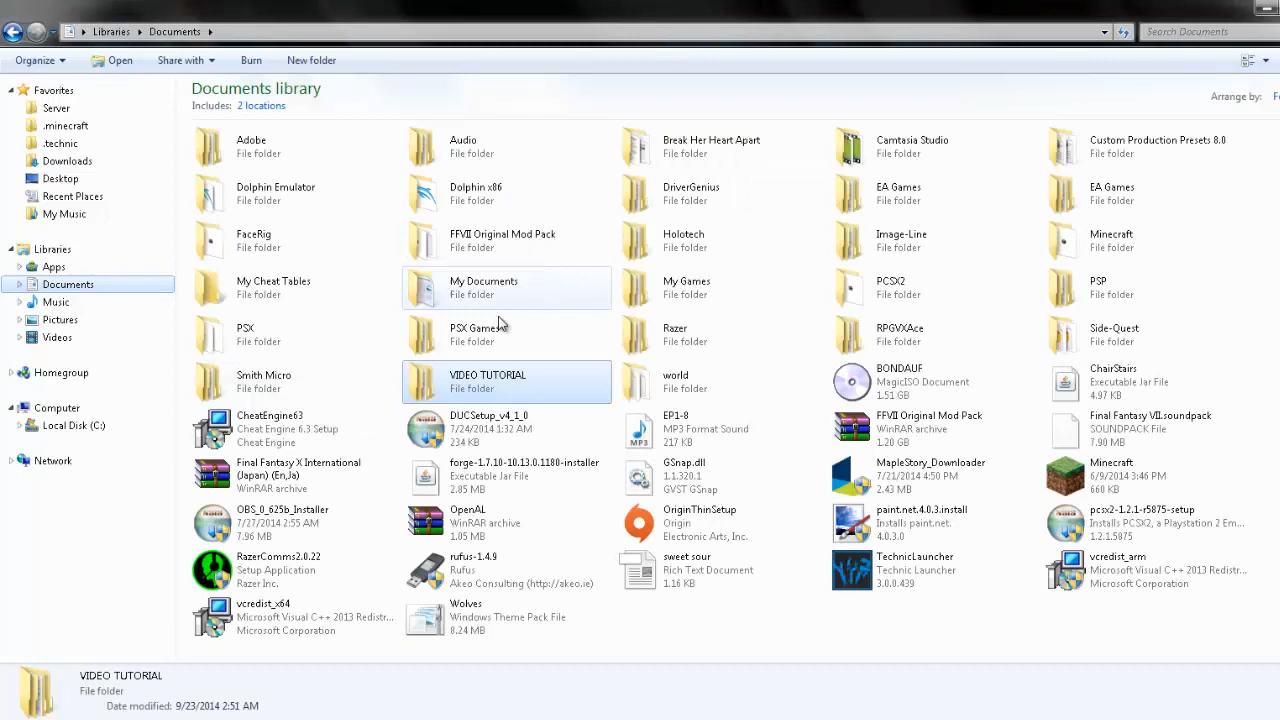 Libraries Documents Search Documents
Organize Open Share with Burn New folder
Favorites
Server
.minecraft
.technic
Downloads
Desktop
Recent Places
My Music
Libraries
Apps
Documents
Music
Pictures
Videos
Homegroup
Computer
Local Disk (C:)
Network
Documents library
Includes: 2 locations
Arrange by:
Adobe
File folder
Audio
File folder
Break Her Heart Apart
File folder
Camtasia Studio
File folder
Custom Production Presets 8.0
File folder
Dolphin Emulator
File folder
Dolphin x86
File folder
DriverGenius
File folder
EA Games
File folder
EA Games
File folder
FaceRig
File folder
FFVII Original Mod Pack
File folder
Holotech
File folder
Image-Line
File folder
Minecraft
File folder
My Cheat Tables
File folder
My Documents
File folder
My Games
File folder
PCSX2
File folder
PSP
File folder
PSX
File folder
PSX Games
File folder
Razer
File folder
RPGVXAce
File folder
Side-Quest
File folder
Smith Micro
File folder
VIDEO TUTORIAL
File folder
world
File folder
BONDAUF
MagicISO Document
1.51 GB
ChairStairs
Executable Jar File
4.97 KB
CheatEngine63
Cheat Engine 6.3 Setup
Cheat Engine
DUCSetup_v4_1_0
7/24/2014 1:32 AM
234 KB
EP1-8
MP3 Format Sound
217 KB
FFVII Original Mod Pack
WinRAR archive
1.20 GB
Final Fantasy VII.soundpack
SOUNDPACK File
7.90 MB
Final Fantasy X International
(Japan) (En,Ja)
WinRAR archive
forge-1.7.10-10.13.0.1180-installer
Executable Jar File
2.85 MB
GSnap.dll
1.1.320.1
GVST GSnap
MapleStory_Downloader
7/21/2014 4:50 PM
2.43 MB
Minecraft
6/9/2014 3:46 PM
660 KB
OBS_0_625b_Installer
7/27/2014 2:55 AM
7.96 MB
OpenAL
WinRAR archive
1.05 MB
OriginThinSetup
Origin
Electronic Arts, Inc.
paint.net.4.0.3.install
Installs paint.net.
4.0.3.0
pcsx2-1.2.1-r5875-setup
Installs PCSX2, a Playstation 2 Em...
1.2.1.5875
RazerComms2.0.22
Setup Application
Razer Inc.
rufus-1.4.9
Rufus
Akeo Consulting (http://akeo.ie)
sweet sour
Rich Text Document
1.16 KB
TechnicLauncher
Technic Launcher
3.0.0.439
vcredist_arm
Microsoft Visual C++ 2013 Redistr...
Microsoft Corporation
vcredist_x64
Microsoft Visual C++ 2013 Redistr...
Microsoft Corporation
Wolves
Windows Theme Pack File
8.24 MB
VIDEO TUTORIAL
File folder
Date modified: 9/23/2014 2:51 AM